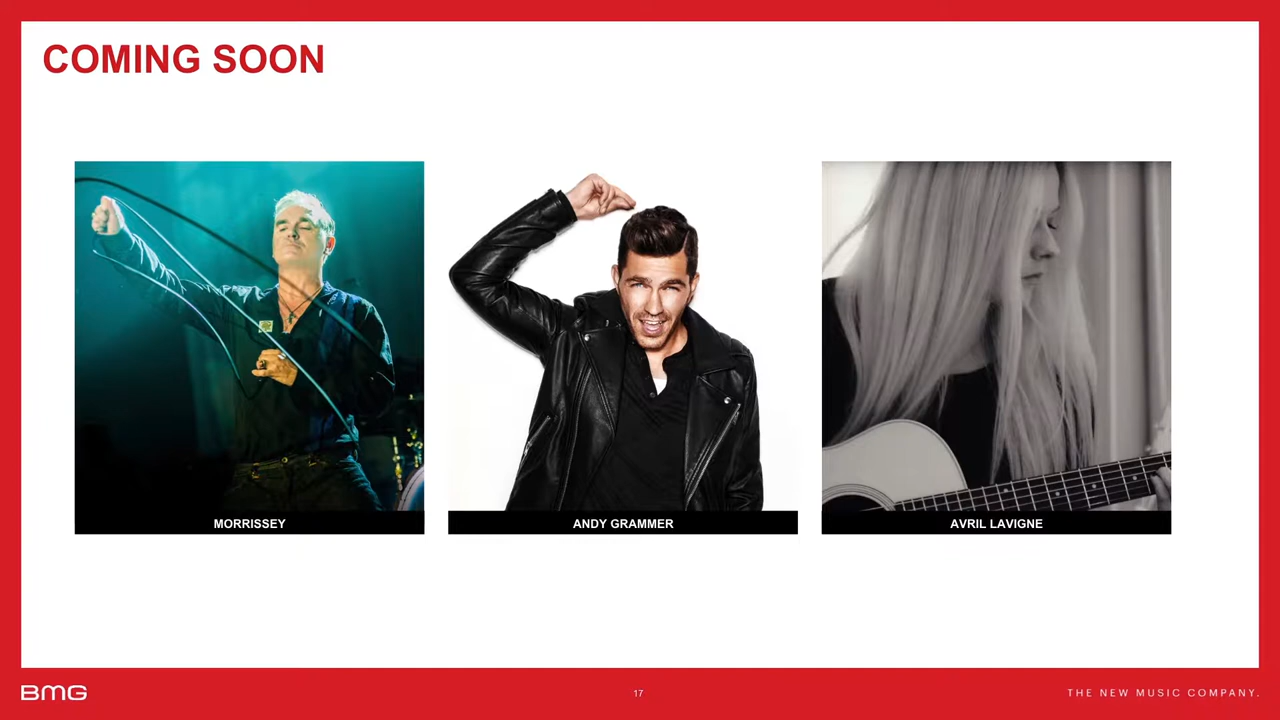 COMING SOON
MORRISSEY
ANDY GRAMMER
AVRIL LAVIGNE
BMG
17
THE NEW MUSIC COMPANY.